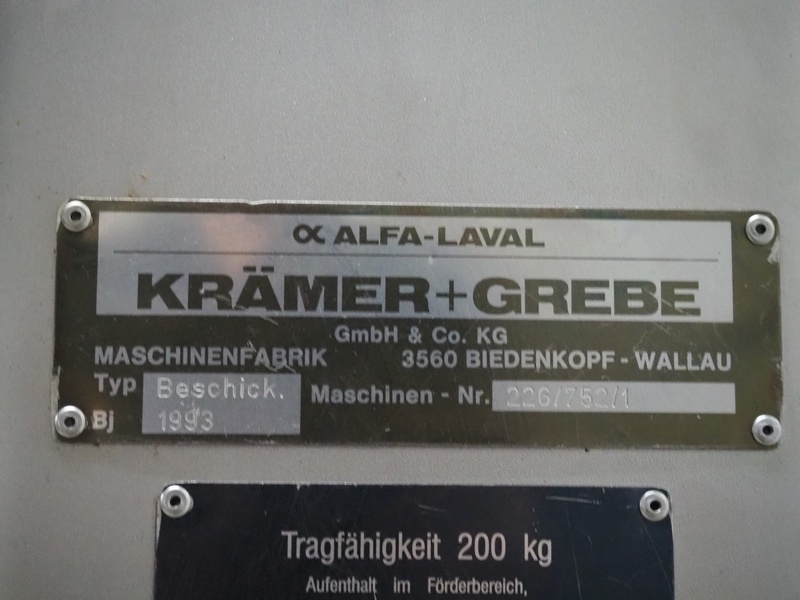 α ALFA-LAVAL
KRÄMER+GREBE
GmbH & Co. KG
MASCHINENFABRIK 3560 BIEDENKOPF - WALLAU
Typ Beschick. Maschinen - Nr. 226/752/1
Bj 1993
Tragfähigkeit 200 kg
Aufenthalt im Förderbereich,